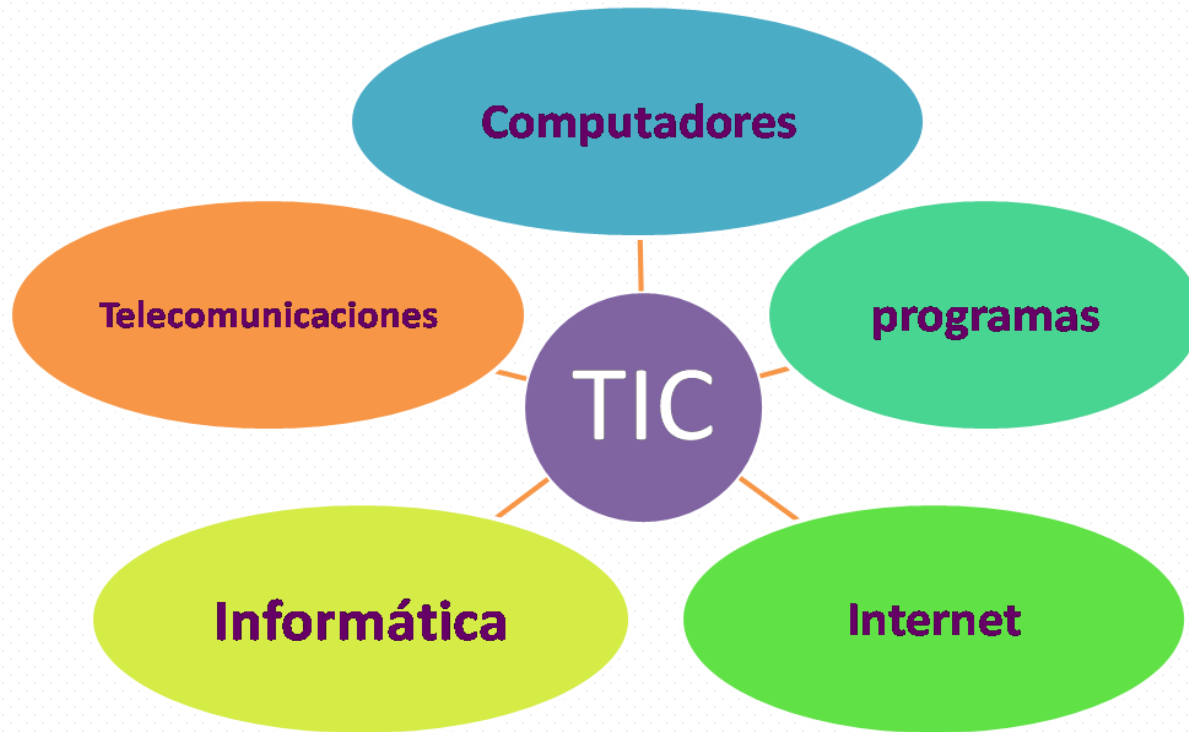 Computadores
Telecomunicaciones
programas
TIC
Informática
Internet